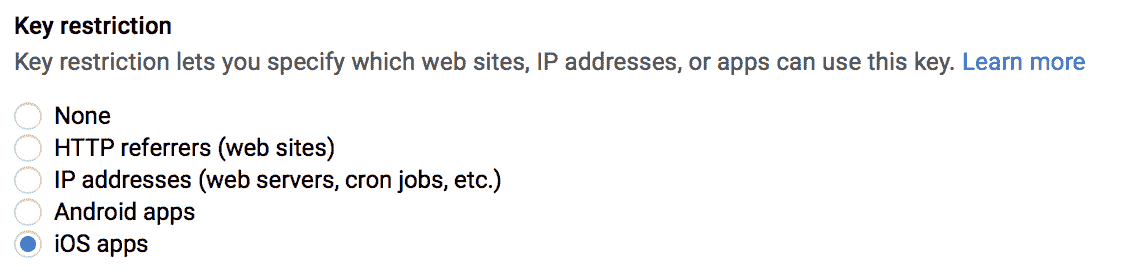 Key restriction
Key restriction lets you specify which web sites, IP addresses, or apps can use this key. Learn more
None
HTTP referrers (web sites)
IP addresses (web servers, cron jobs, etc.)
Android apps
iOS apps